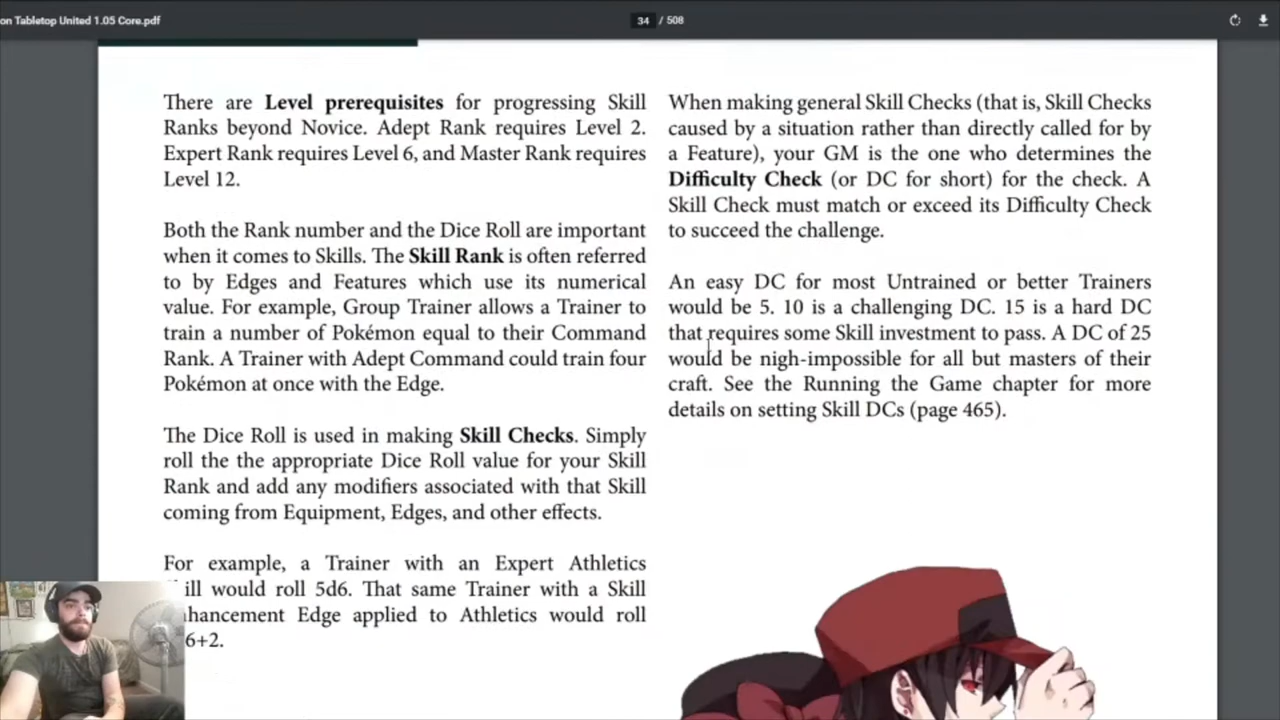 on Tabletop United 1.05 Core.pdf
34 / 508
There are Level prerequisites for progressing Skill
Ranks beyond Novice. Adept Rank requires Level 2.
Expert Rank requires Level 6, and Master Rank requires
Level 12.
Both the Rank number and the Dice Roll are important
when it comes to Skills. The Skill Rank is often referred
to by Edges and Features which use its numerical
value. For example, Group Trainer allows a Trainer to
train a number of Pokémon equal to their Command
Rank. A Trainer with Adept Command could train four
Pokémon at once with the Edge.
The Dice Roll is used in making Skill Checks. Simply
roll the the appropriate Dice Roll value for your Skill
Rank and add any modifiers associated with that Skill
coming from Equipment, Edges, and other effects.
For example, a Trainer with an Expert Athletics
ill would roll 5d6. That same Trainer with a Skill
hancement Edge applied to Athletics would roll
6+2.
When making general Skill Checks (that is, Skill Checks
caused by a situation rather than directly called for by
a Feature), your GM is the one who determines the
Difficulty Check (or DC for short) for the check. A
Skill Check must match or exceed its Difficulty Check
to succeed the challenge.
An easy DC for most Untrained or better Trainers
would be 5. 10 is a challenging DC. 15 is a hard DC
that requires some Skill investment to pass. A DC of 25
would be nigh-impossible for all but masters of their
craft. See the Running the Game chapter for more
details on setting Skill DCs (page 465).